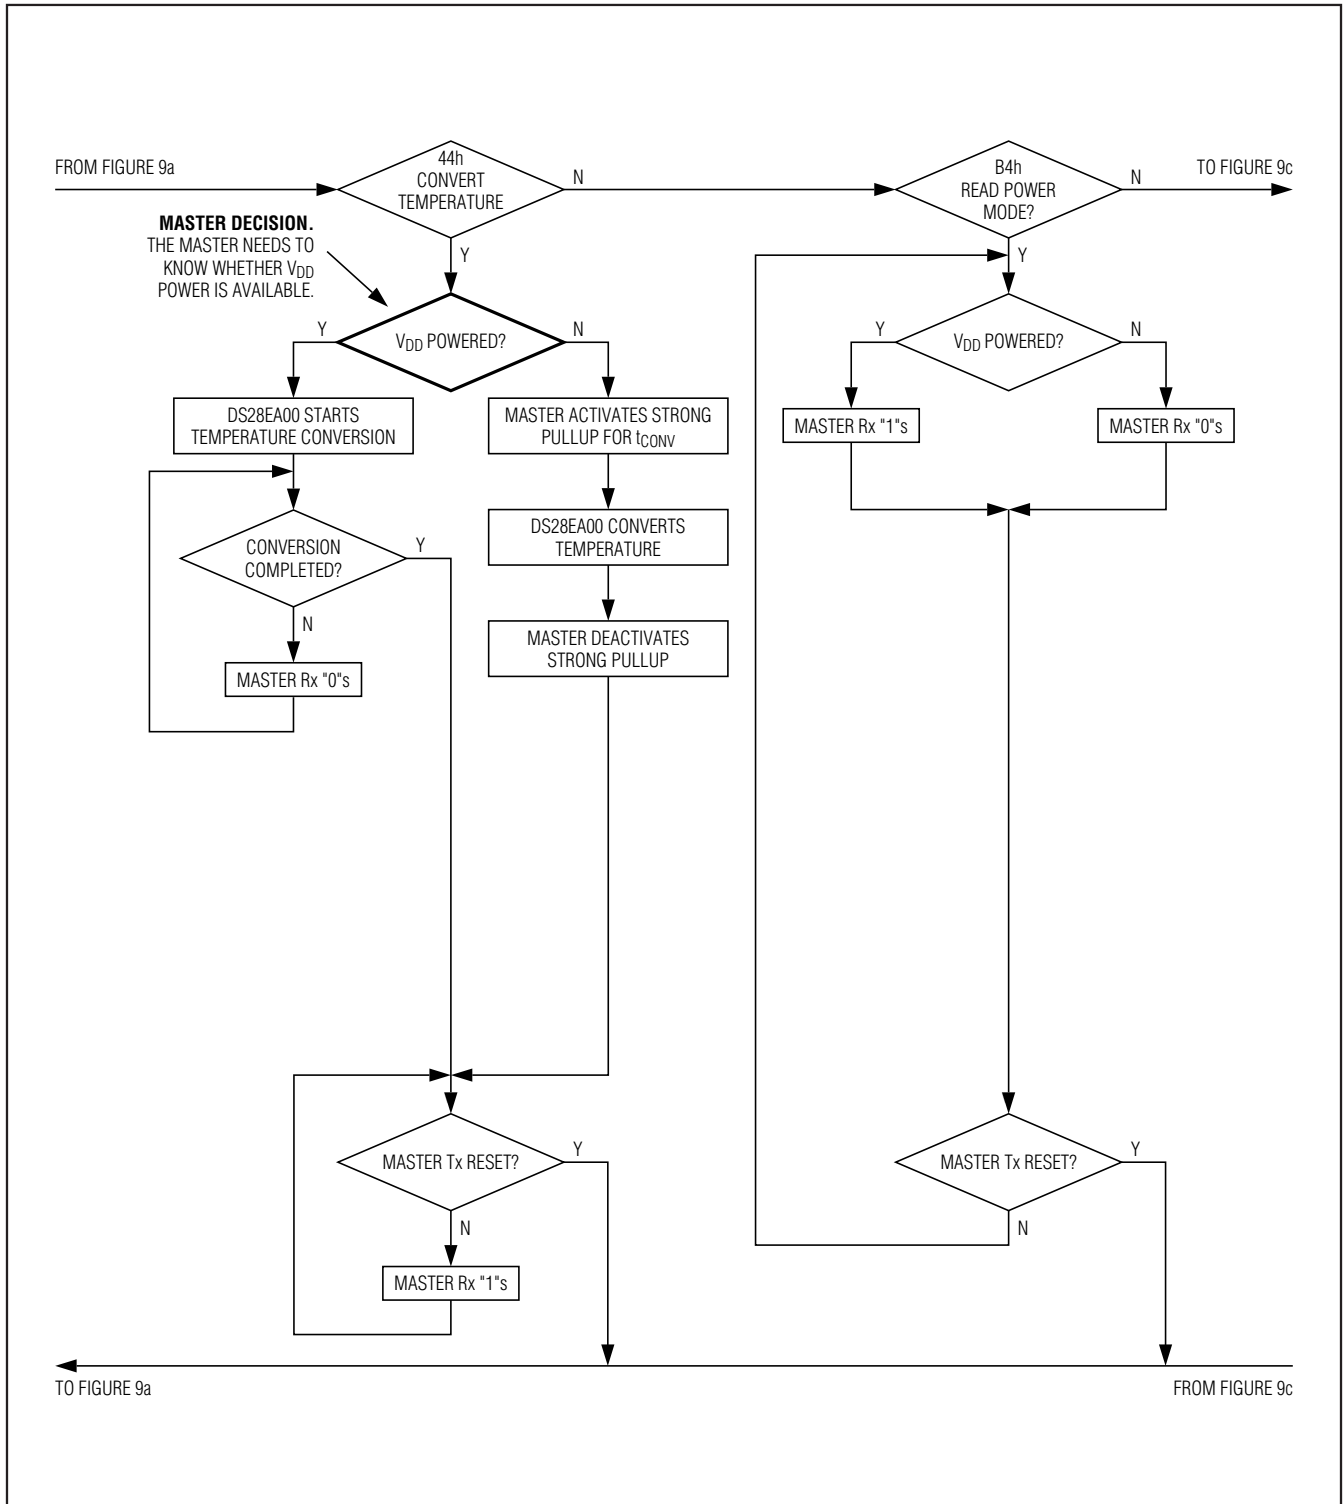 FROM FIGURE 9a
44h
CONVERT
TEMPERATURE
N
B4h
READ POWER
MODE?
N
TO FIGURE 9c
MASTER DECISION.
THE MASTER NEEDS TO
KNOW WHETHER VDD
POWER IS AVAILABLE.
Y
Y
Y
VDD POWERED?
N
Y
VDD POWERED?
N
DS28EA00 STARTS
TEMPERATURE CONVERSION
MASTER ACTIVATES STRONG
PULLUP FOR tCONV
MASTER Rx "1"s
MASTER Rx "0"s
CONVERSION
COMPLETED?
Y
DS28EA00 CONVERTS
TEMPERATURE
N
MASTER DEACTIVATES
STRONG PULLUP
MASTER Rx "0"s
MASTER Tx RESET?
Y
MASTER Tx RESET?
Y
N
N
MASTER Rx "1"s
TO FIGURE 9a
FROM FIGURE 9c